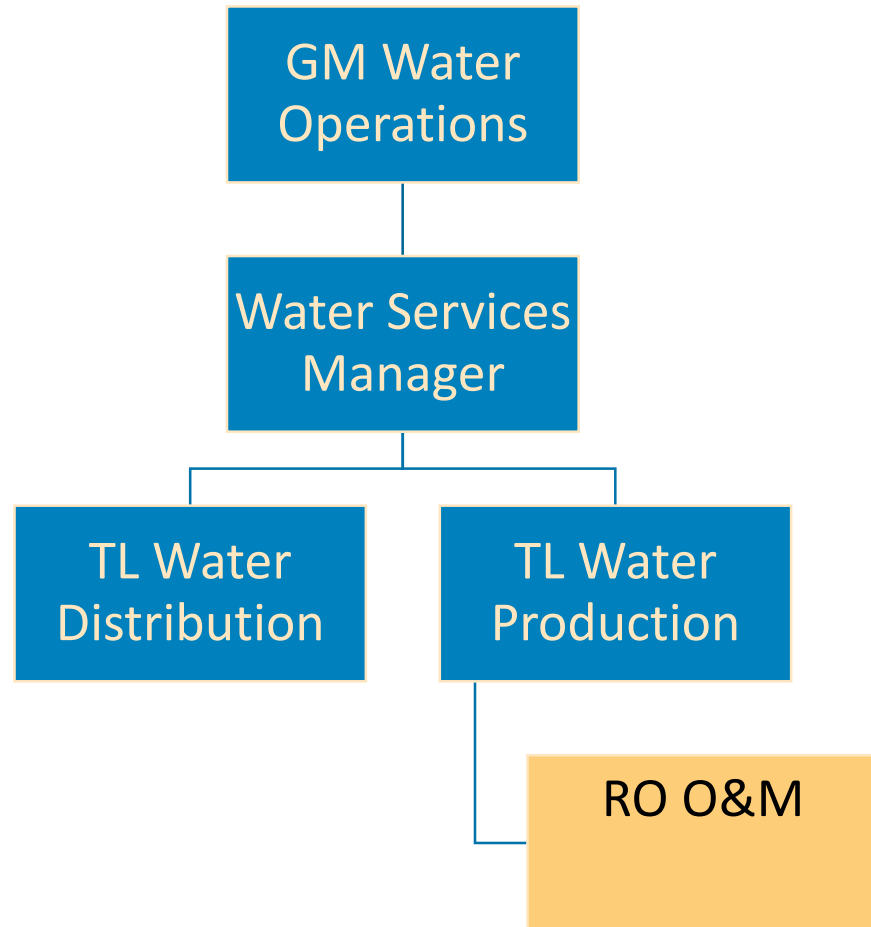 GM Water
Operations
Water Services
Manager
TL Water
Distribution
TL Water
Production
RO O&M